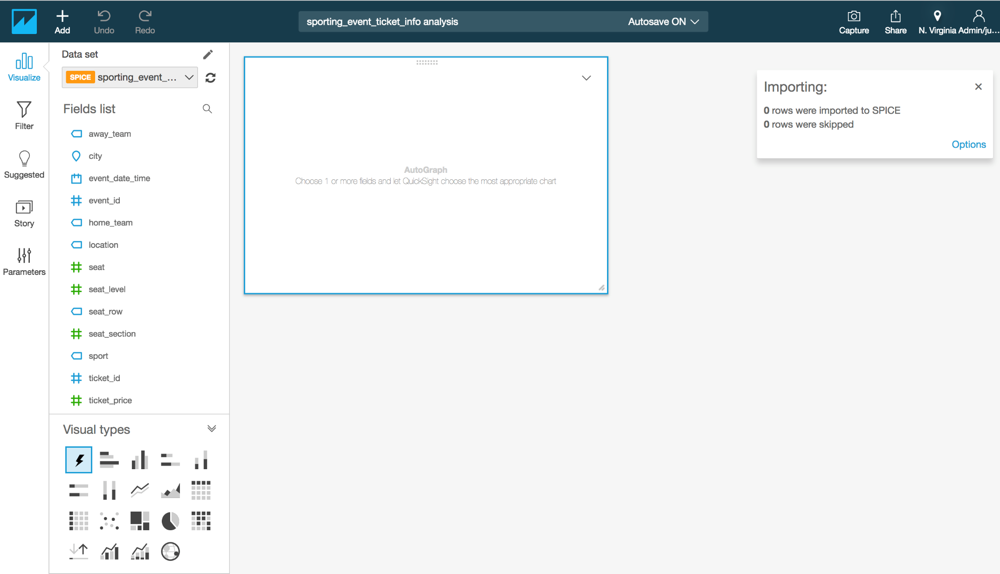 Add
Undo
Redo
sporting_event_ticket_info analysis
Autosave ON
Capture
Share
N. Virginia
Admin/ju...
Visualize
Filter
Suggested
Story
Parameters
Data set
SPICE sporting_event_...
Fields list
away_team
city
event_date_time
event_id
home_team
location
seat
seat_level
seat_row
seat_section
sport
ticket_id
ticket_price
Visual types
AutoGraph
Choose 1 or more fields and let QuickSight choose the most appropriate chart
Importing:
0 rows were imported to SPICE
0 rows were skipped
Options